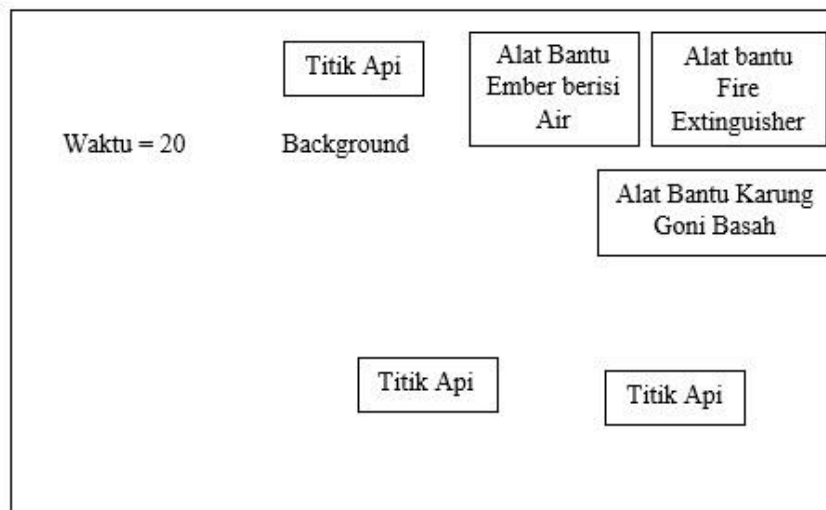 Titik Api
Alat Bantu
Ember berisi
Air
Alat bantu
Fire
Extinguisher
Waktu = 20
Background
Alat Bantu Karung
Goni Basah
Titik Api
Titik Api